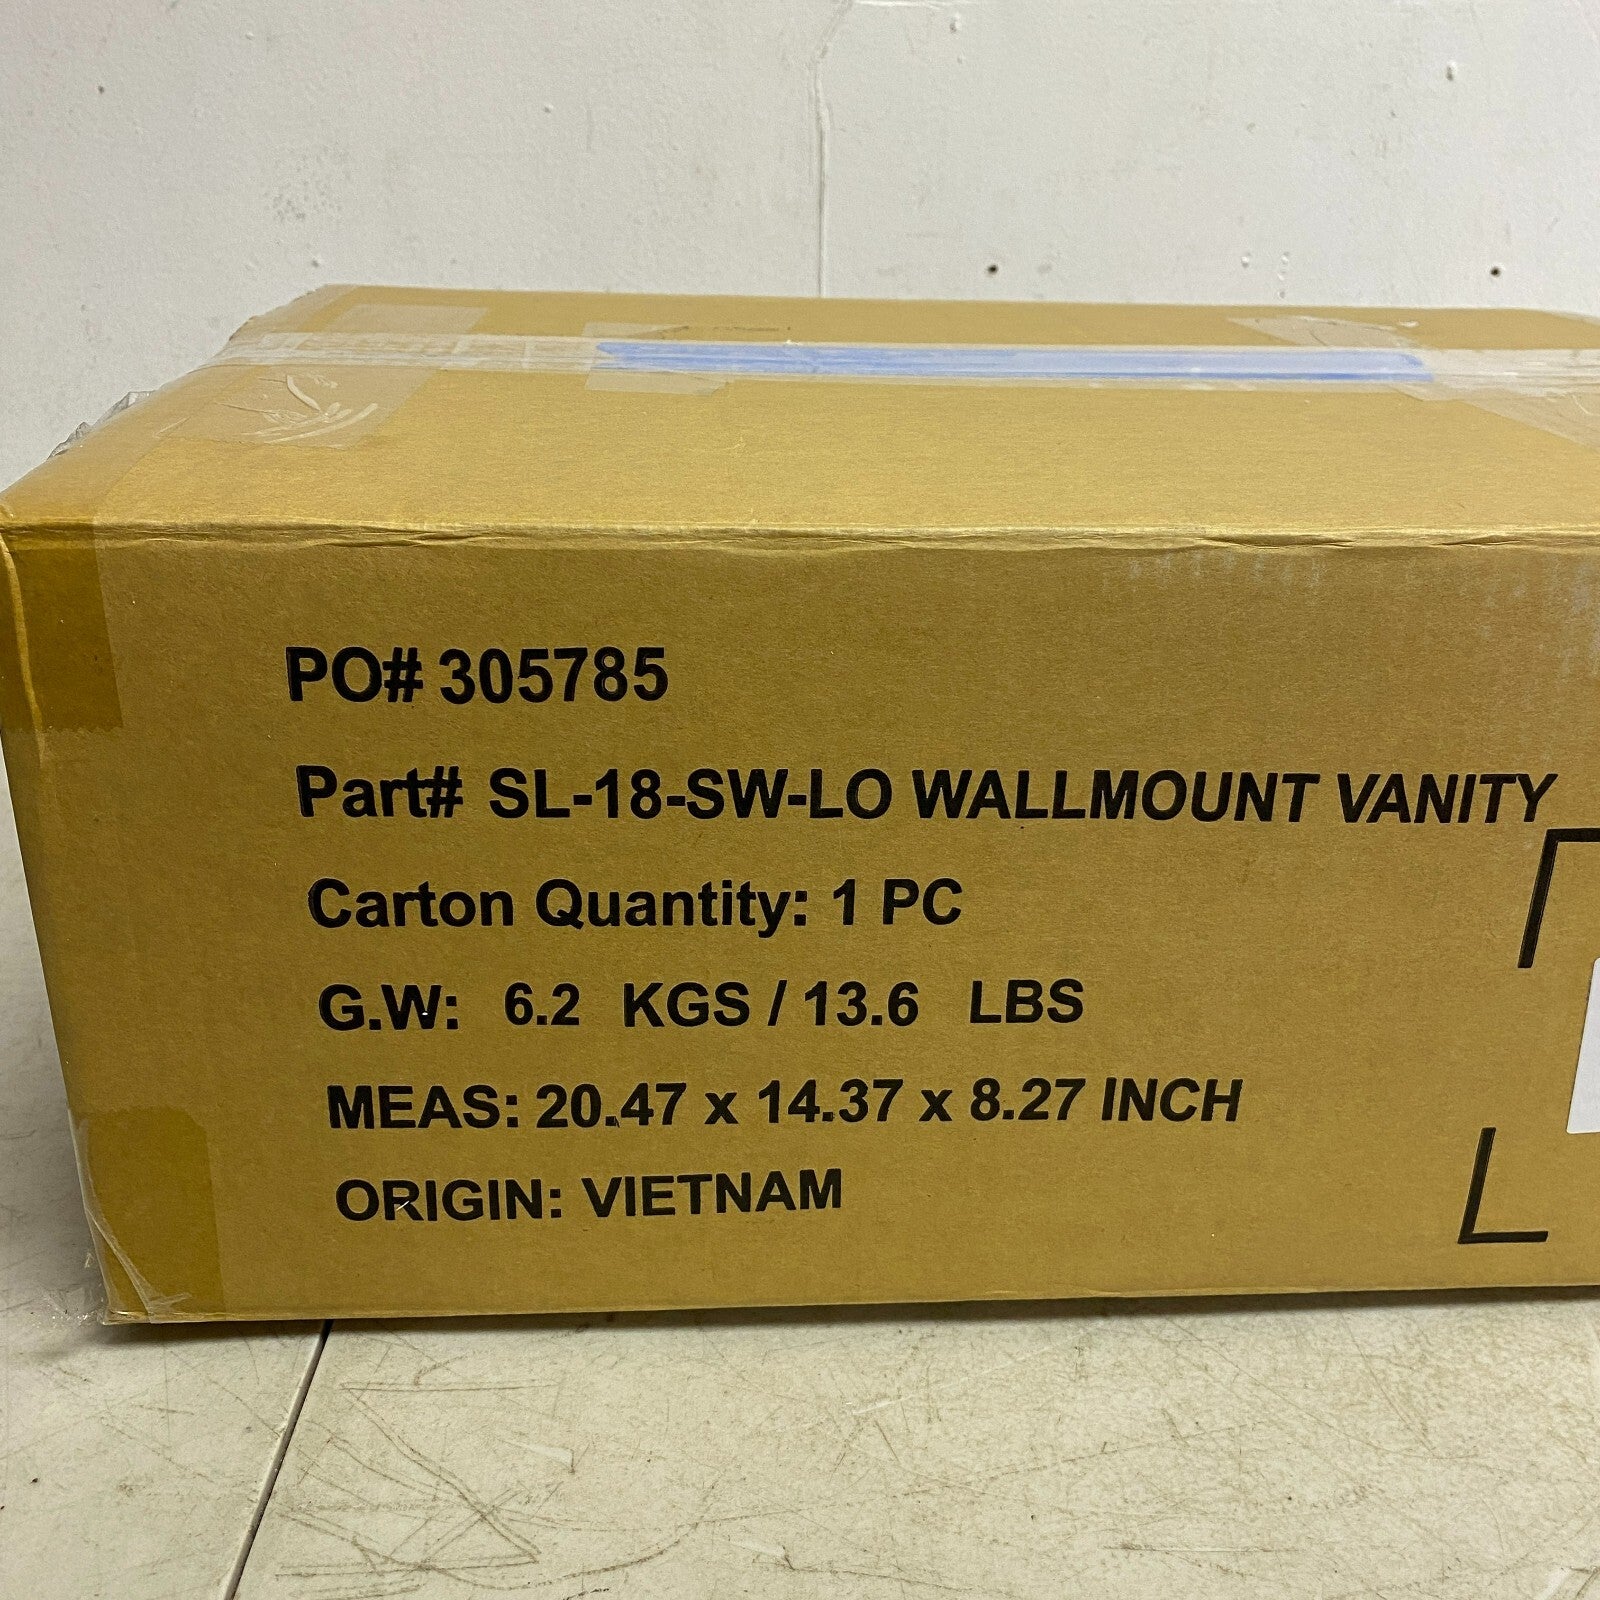 PO# 305785
Part# SL-18-SW-LO WALLMOUNT VANITY
Carton Quantity: 1 PC
G.W: 6.2 KGS / 13.6 LBS
MEAS: 20.47 x 14.37 x 8.27 INCH
ORIGIN: VIETNAM